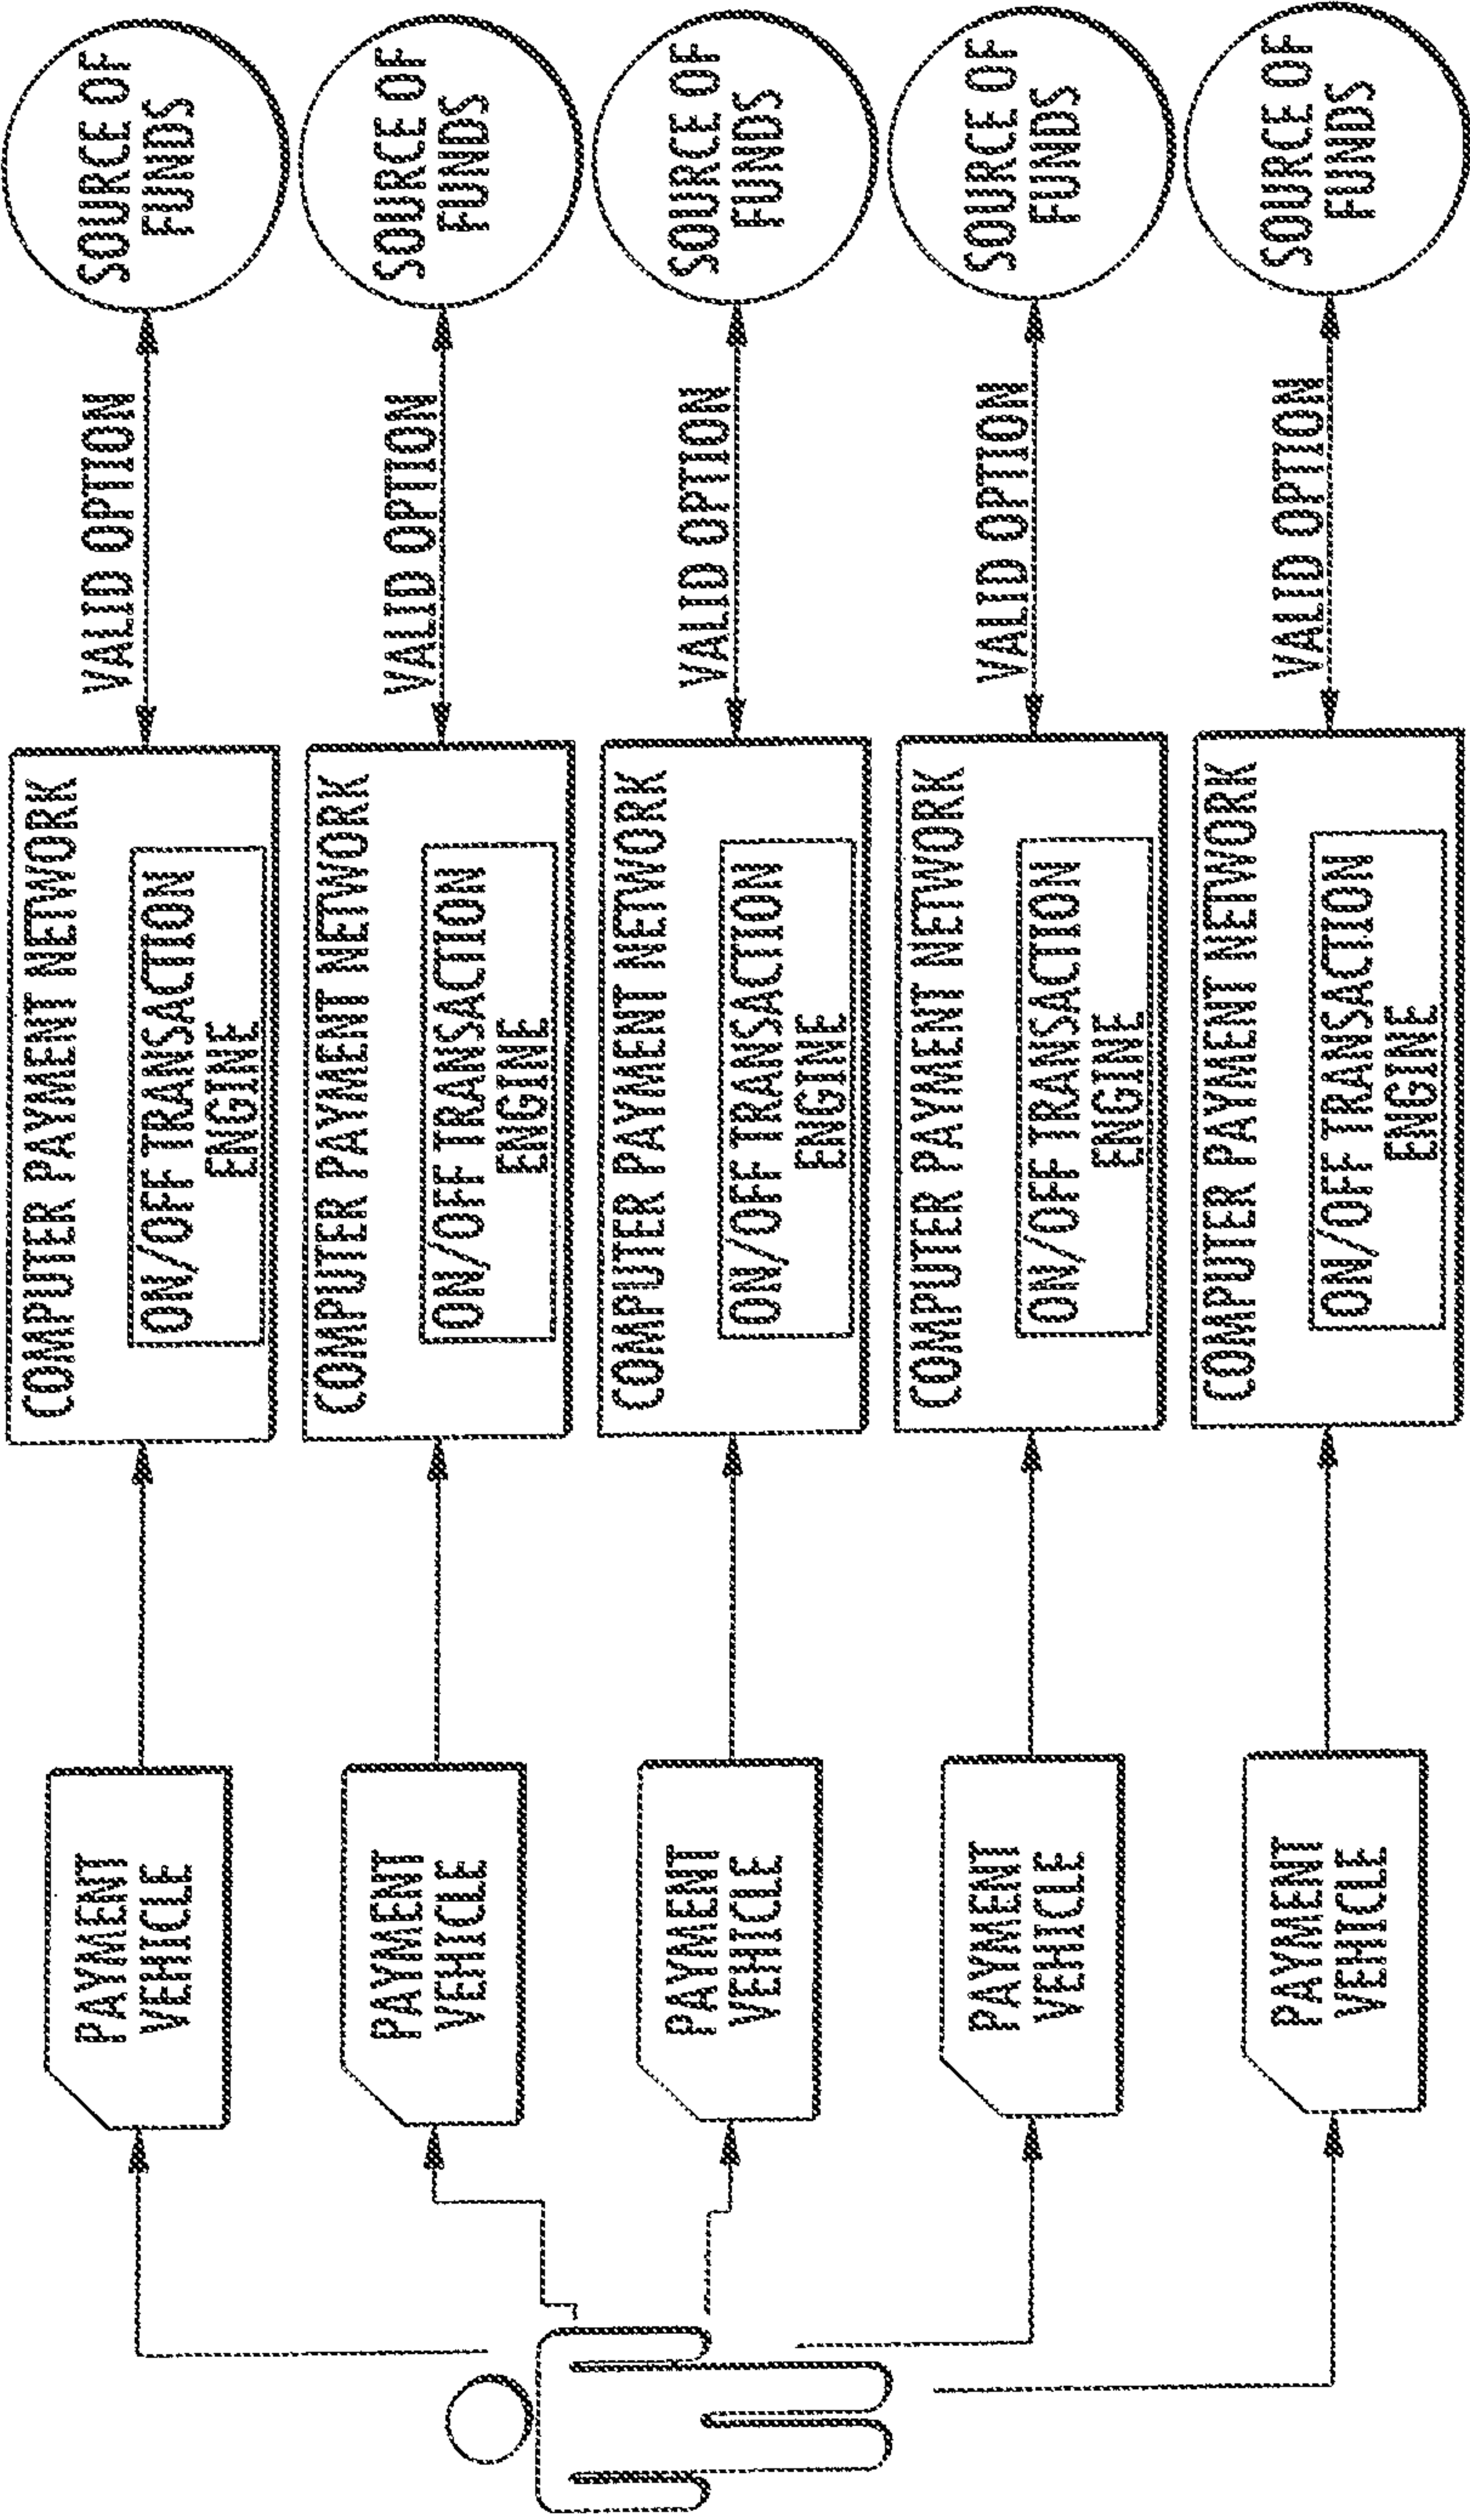 PAYMENT
VEHICLE
COMPUTER PAYMENT NETWORK
ON/OFF TRANSACTION
ENGINE
VALID OPTION
SOURCE OF
FUNDS
PAYMENT
VEHICLE
COMPUTER PAYMENT NETWORK
ON/OFF TRANSACTION
ENGINE
VALID OPTION
SOURCE OF
FUNDS
PAYMENT
VEHICLE
COMPUTER PAYMENT NETWORK
ON/OFF TRANSACTION
ENGINE
VALID OPTION
SOURCE OF
FUNDS
PAYMENT
VEHICLE
COMPUTER PAYMENT NETWORK
ON/OFF TRANSACTION
ENGINE
VALID OPTION
SOURCE OF
FUNDS
PAYMENT
VEHICLE
COMPUTER PAYMENT NETWORK
ON/OFF TRANSACTION
ENGINE
VALID OPTION
SOURCE OF
FUNDS